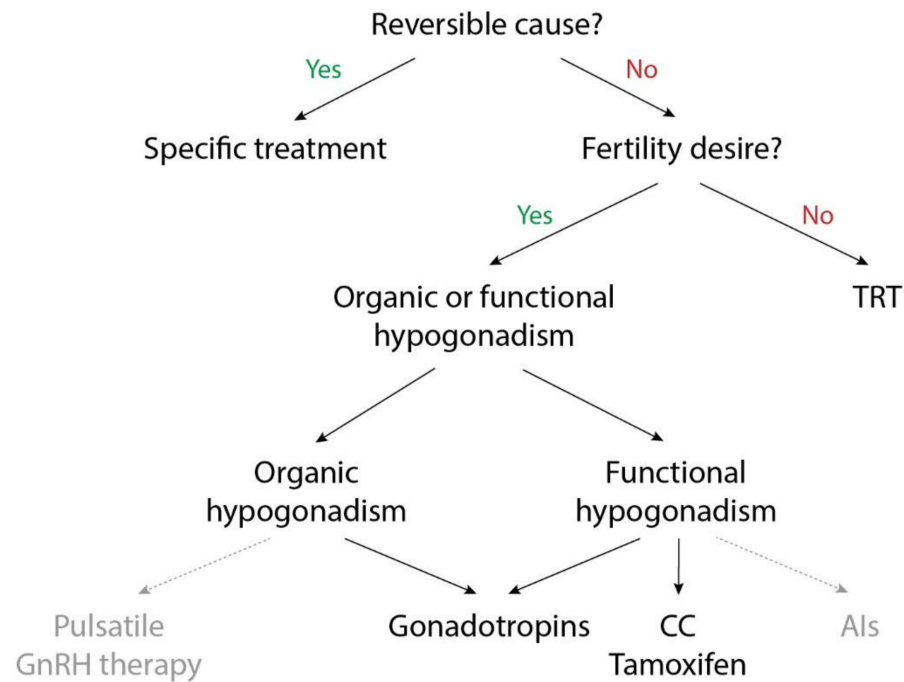 Reversible cause?
Yes
No
Specific treatment
Fertility desire?
Yes
No
Organic or functional
hypogonadism
TRT
Organic
hypogonadism
Functional
hypogonadism
Pulsatile
GnRH therapy
Gonadotropins
CC
Tamoxifen
AIs